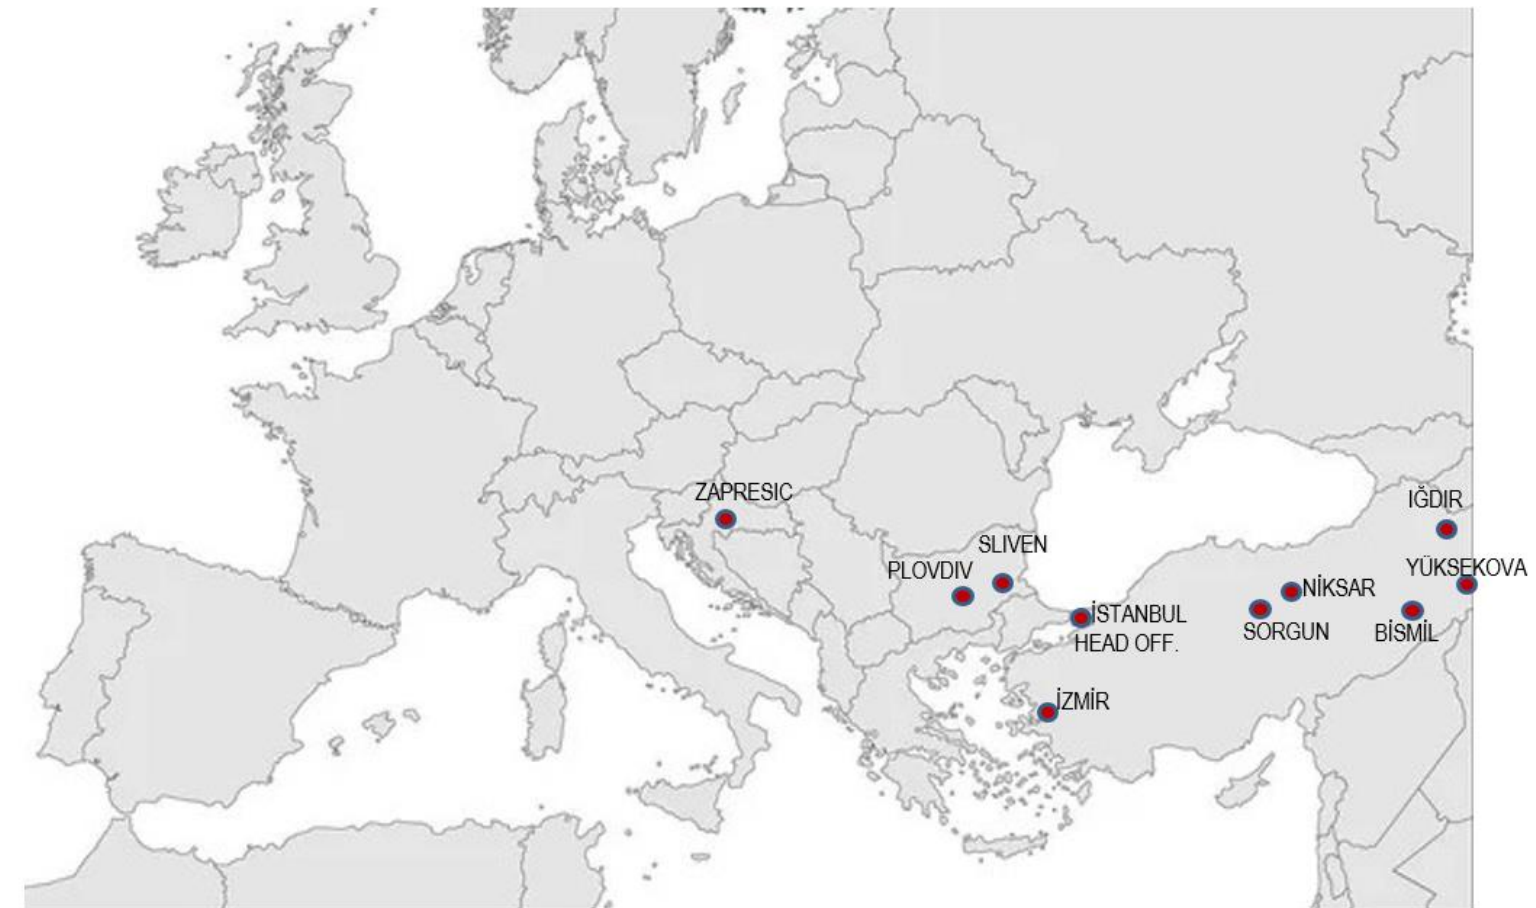 ZAPRESIC
IĞDIR
SLIVEN
PLOVDIV
YÜKSEKOVA
NİKSAR
İSTANBUL
HEAD OFF.
SORGUN
BİSMİL
İZMİR